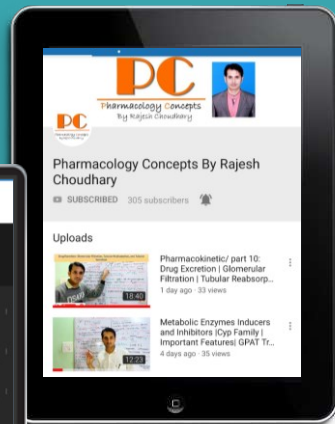 PC
Pharmacology Concepts
By Rajesh Choudhary
PC
Pharmacology Concepts By Rajesh
Choudhary
SUBSCRIBED 305 subscribers
Uploads
Pharmacokinetic/ part 10:
Drug Excretion | Glomerular
Filtration | Tubular Reabsorp...
1 day ago · 33 views
18:40
Metabolic Enzymes Inducers
and Inhibitors |Cyp Family |
Important Features| GPAT Tr...
4 days ago · 35 views
12:23